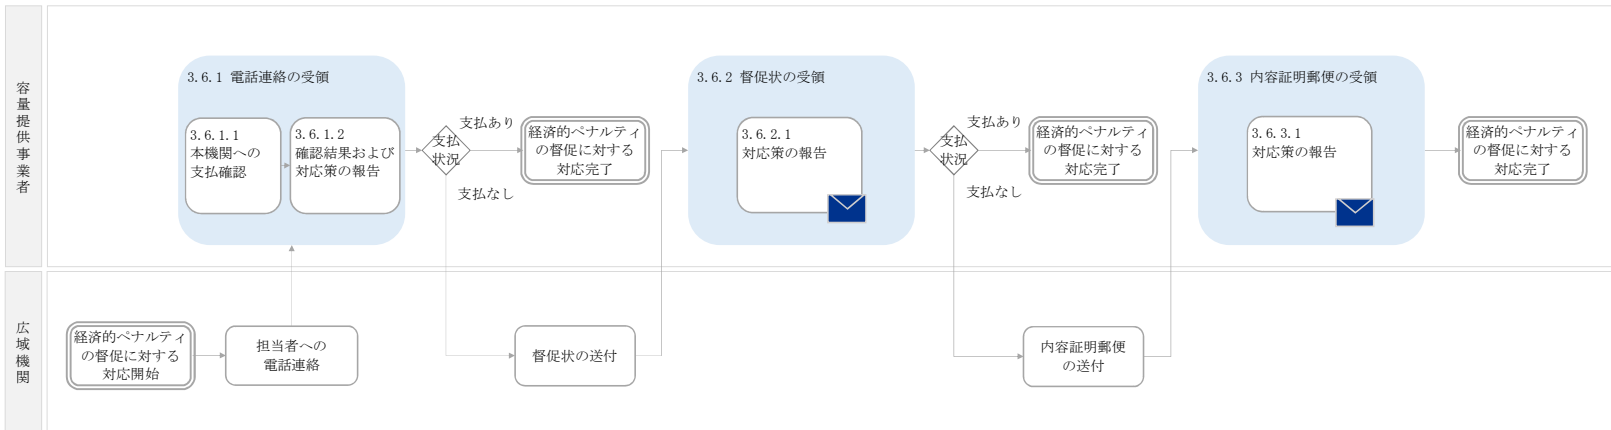 容量提供事業者
3.6.1 電話連絡の受領
3.6.1.1
本機関への
支払確認
3.6.1.2
確認結果および
対応策の報告
支払
状況
支払あり
支払なし
経済的ペナルティ
の督促に対する
対応完了
3.6.2 督促状の受領
3.6.2.1
対応策の報告
支払
状況
支払あり
支払なし
経済的ペナルティ
の督促に対する
対応完了
3.6.3 内容証明郵便の受領
3.6.3.1
対応策の報告
経済的ペナルティ
の督促に対する
対応完了
広域機関
経済的ペナルティ
の督促に対する
対応開始
担当者への
電話連絡
督促状の送付
内容証明郵便
の送付